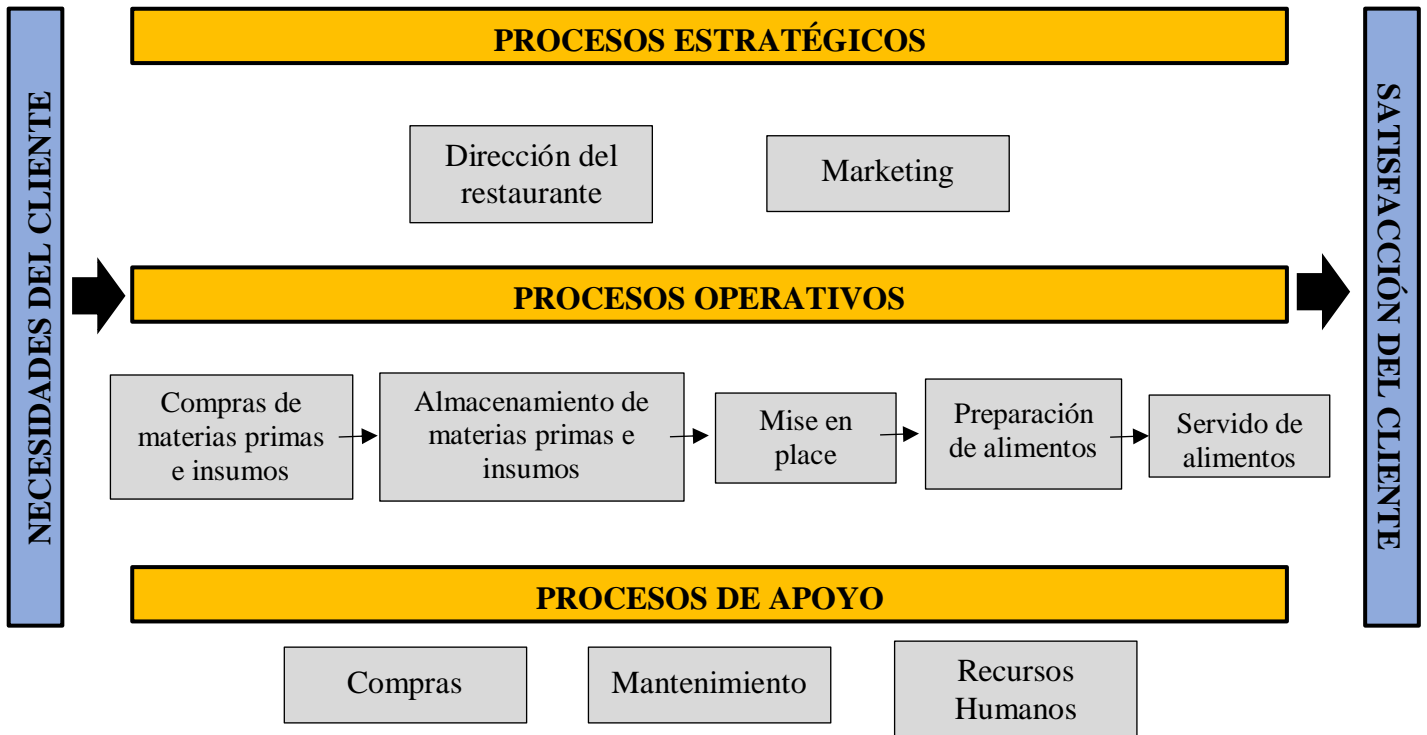 NECESIDADES DEL CLIENTE
PROCESOS ESTRATÉGICOS
Dirección del
restaurante
Marketing
PROCESOS OPERATIVOS
Compras de
materias primas
e insumos
Almacenamiento de
materias primas e
insumos
Mise en
place
Preparación
de alimentos
Servido de
alimentos
PROCESOS DE APOYO
Compras
Mantenimiento
Recursos
Humanos
SATISFACCIÓN DEL CLIENTE